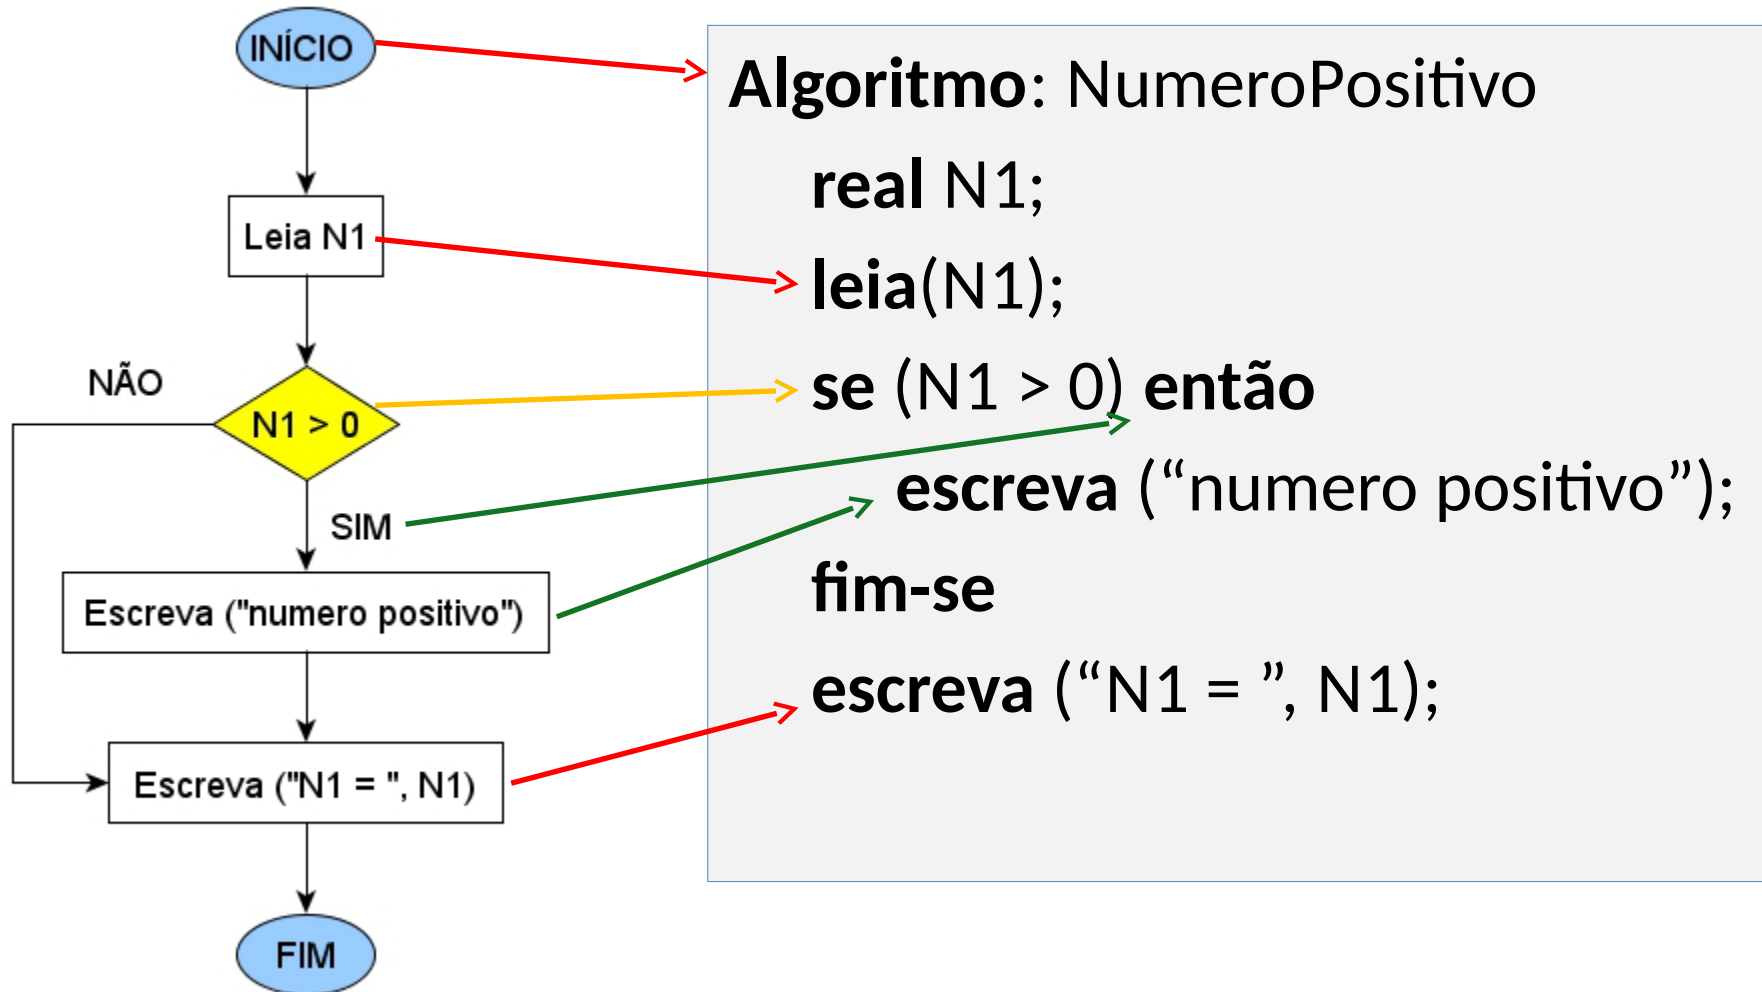 INÍCIO
Leia N1
NÃO
N1 > 0
SIM
Escreva ("numero positivo")
Escreva ("N1 = ", N1)
FIM
Algoritmo: NumeroPositivo
real N1;
leia(N1);
se (N1 > 0) então
escreva (“numero positivo”);
fim-se
escreva (“N1 = ”, N1);